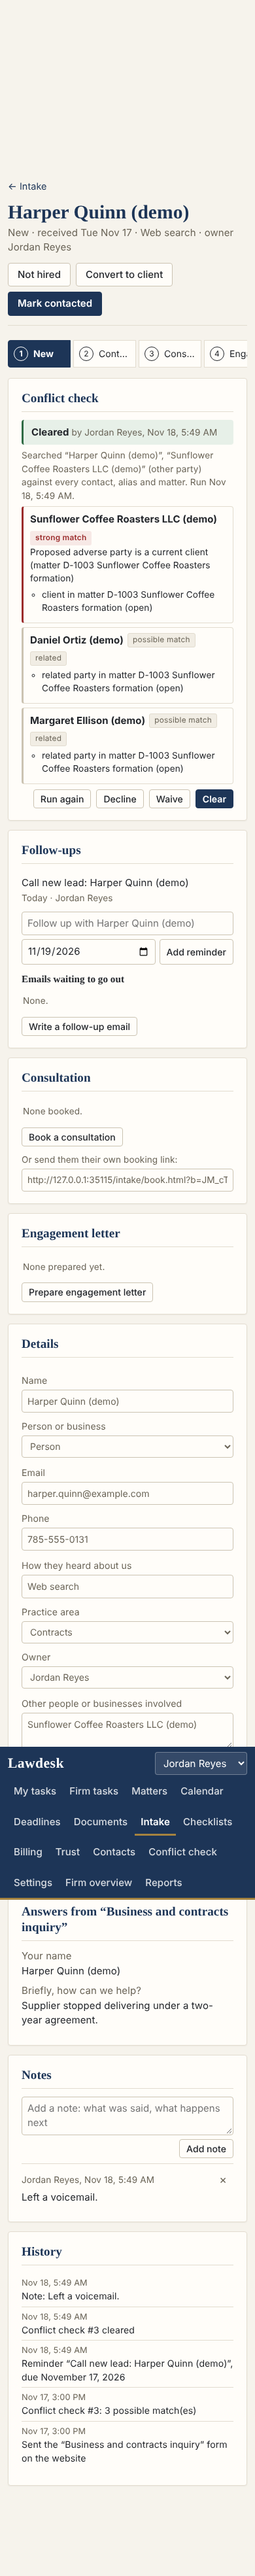 ← Intake
Harper Quinn (demo)
New · received Tue Nov 17 · Web search · owner
Jordan Reyes
Not hired
Convert to client
Mark contacted
1 New
2 Cont...
3 Cons...
4 Eng
Conflict check
Cleared by Jordan Reyes, Nov 18, 5:49 AM
Searched “Harper Quinn (demo)”, “Sunflower
Coffee Roasters LLC (demo)” (other party)
against every contact, alias and matter. Run Nov
18, 5:49 AM.
Sunflower Coffee Roasters LLC (demo)
strong match
Proposed adverse party is a current client
(matter D-1003 Sunflower Coffee Roasters
formation)
client in matter D-1003 Sunflower Coffee
Roasters formation (open)
Daniel Ortiz (demo) possible match
related
related party in matter D-1003 Sunflower
Coffee Roasters formation (open)
Margaret Ellison (demo) possible match
related
related party in matter D-1003 Sunflower
Coffee Roasters formation (open)
Run again
Decline
Waive
Clear
Follow-ups
Call new lead: Harper Quinn (demo)
Today · Jordan Reyes
Follow up with Harper Quinn (demo)
11/19/2026
Add reminder
Emails waiting to go out
None.
Write a follow-up email
Consultation
None booked.
Book a consultation
Or send them their own booking link:
http://127.0.0.1:35115/intake/book.html?b=JM_cT
Engagement letter
None prepared yet.
Prepare engagement letter
Details
Name
Harper Quinn (demo)
Person or business
Person
Email
harper.quinn@example.com
Phone
785-555-0131
How they heard about us
Web search
Practice area
Contracts
Owner
Jordan Reyes
Other people or businesses involved
Sunflower Coffee Roasters LLC (demo)
Lawdesk
Jordan Reyes
My tasks
Firm tasks
Matters
Calendar
Deadlines
Documents
Intake
Checklists
Billing
Trust
Contacts
Conflict check
Settings
Firm overview
Reports
Answers from “Business and contracts
inquiry”
Your name
Harper Quinn (demo)
Briefly, how can we help?
Supplier stopped delivering under a two-
year agreement.
Notes
Add a note: what was said, what happens
next
Add note
Jordan Reyes, Nov 18, 5:49 AM ×
Left a voicemail.
History
Nov 18, 5:49 AM
Note: Left a voicemail.
Nov 18, 5:49 AM
Conflict check #3 cleared
Nov 18, 5:49 AM
Reminder “Call new lead: Harper Quinn (demo)”,
due November 17, 2026
Nov 17, 3:00 PM
Conflict check #3: 3 possible match(es)
Nov 17, 3:00 PM
Sent the “Business and contracts inquiry” form
on the website